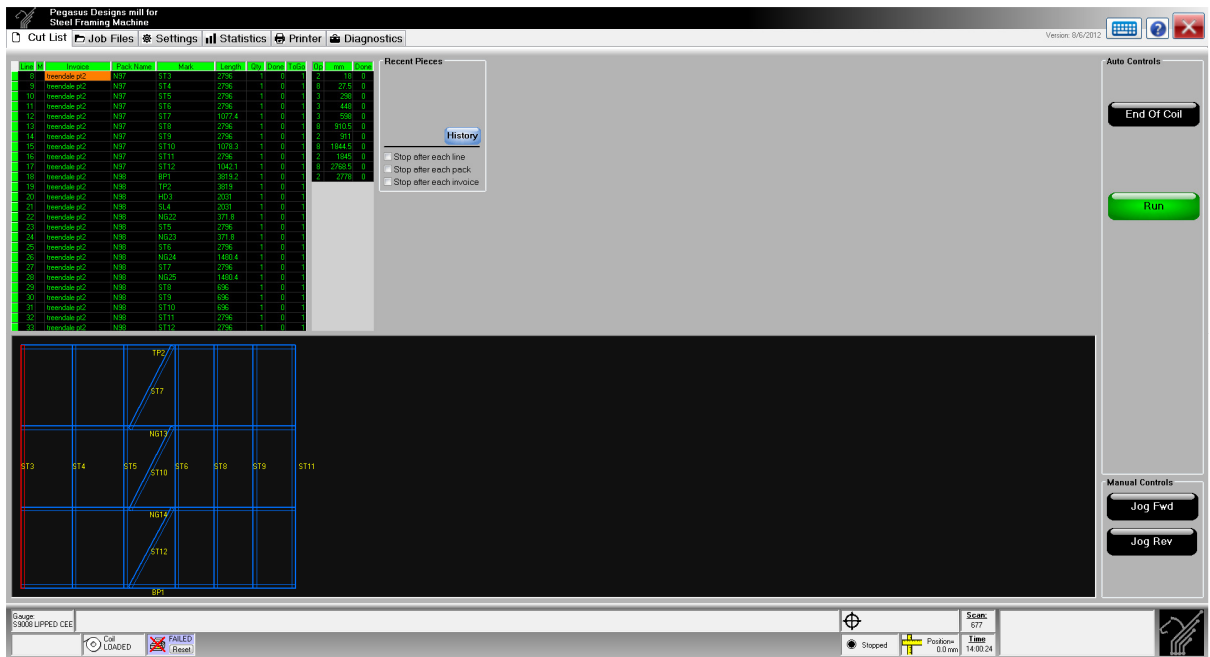 Pegasus Designs mill for
Steel Framing Machine
Cut List Job Files Settings Statistics Printer Diagnostics
Version: 8/6/2012
Line M Invoice Pack Name Mark Length Qty Done ToGo
8 treendale pt2 N97 ST3 2796 1 0 1
9 treendale pt2 N97 ST4 2796 1 0 1
10 treendale pt2 N97 ST5 2796 1 0 1
11 treendale pt2 N97 ST6 2796 1 0 1
12 treendale pt2 N97 ST7 1077.4 1 0 1
13 treendale pt2 N97 ST8 2796 1 0 1
14 treendale pt2 N97 ST9 2796 1 0 1
15 treendale pt2 N97 ST10 1078.3 1 0 1
16 treendale pt2 N97 ST11 2796 1 0 1
17 treendale pt2 N97 ST12 1042.1 1 0 1
18 treendale pt2 N98 BP1 3819.2 1 0 1
19 treendale pt2 N98 TP2 3819 1 0 1
20 treendale pt2 N98 HD3 2031 1 0 1
21 treendale pt2 N98 SL4 2031 1 0 1
22 treendale pt2 N98 NG22 371.8 1 0 1
23 treendale pt2 N98 ST5 2796 1 0 1
24 treendale pt2 N98 NG23 371.8 1 0 1
25 treendale pt2 N98 ST6 2796 1 0 1
26 treendale pt2 N98 NG24 1480.4 1 0 1
27 treendale pt2 N98 ST7 2796 1 0 1
28 treendale pt2 N98 NG25 1480.4 1 0 1
29 treendale pt2 N98 ST8 696 1 0 1
30 treendale pt2 N98 ST9 696 1 0 1
31 treendale pt2 N98 ST10 696 1 0 1
32 treendale pt2 N98 ST11 2796 1 0 1
33 treendale pt2 N98 ST12 2796 1 0 1
Op mm Done
2 18 0
8 27.5 0
3 298 0
3 448 0
3 598 0
8 910.5 0
2 911 0
8 1844.5 0
2 1845 0
8 2768.5 0
2 2778 0
Recent Pieces
History
Stop after each line
Stop after each pack
Stop after each invoice
Auto Controls
End Of Coil
Run
TP2
ST7
NG13
ST3 ST4 ST5 ST10 ST6 ST8 ST9 ST11
NG14
ST12
BP1
Manual Controls
Jog Fwd
Jog Rev
Gauge:
S9008 LIPPED CEE
Coil
LOADED
FAILED
Reset
Stopped
Position=
0.0 mm
Scan:
677
Time
14:00:24